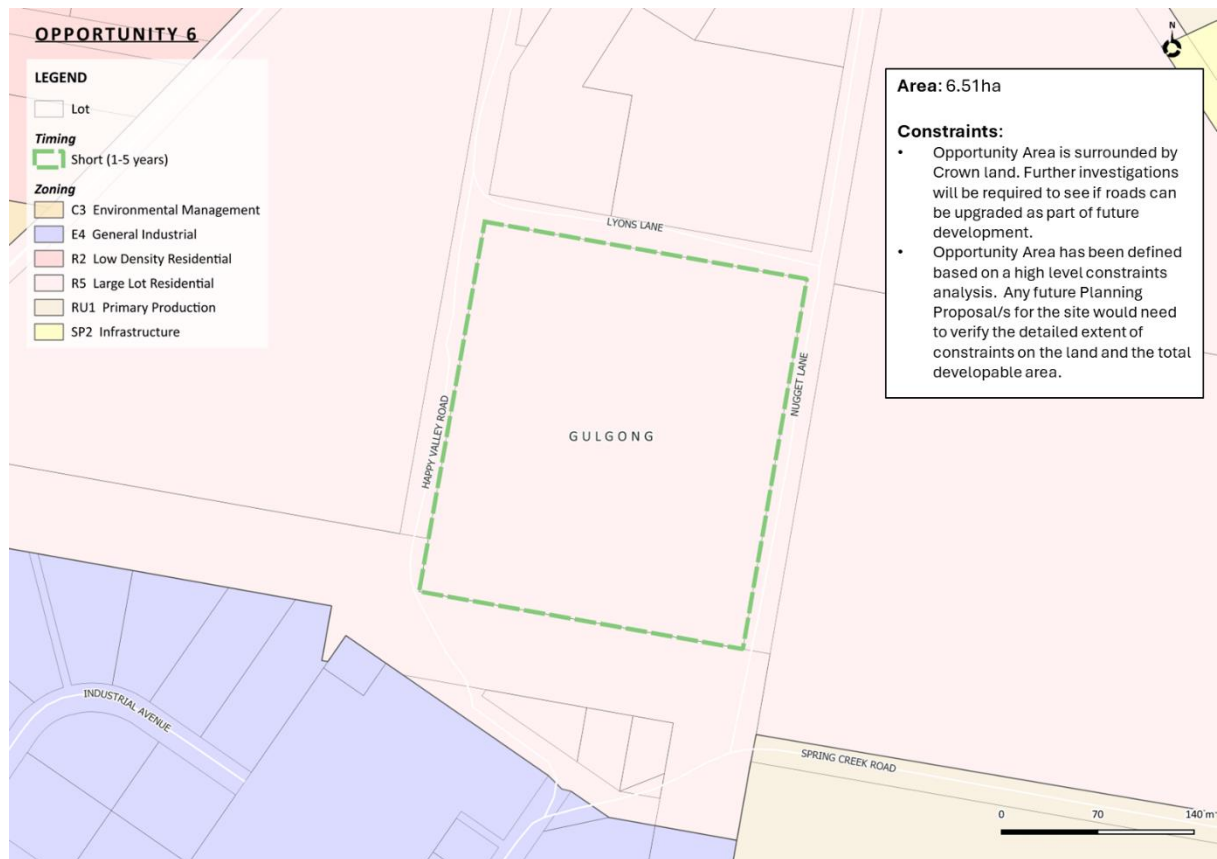 OPPORTUNITY 6
LEGEND
Lot
Timing
Short (1-5 years)
Zoning
C3 Environmental Management
E4 General Industrial
R2 Low Density Residential
R5 Large Lot Residential
RU1 Primary Production
SP2 Infrastructure
N
Area: 6.51ha
Constraints:
• Opportunity Area is surrounded by
Crown land. Further investigations
will be required to see if roads can
be upgraded as part of future
development.
• Opportunity Area has been defined
based on a high level constraints
analysis. Any future Planning
Proposal/s for the site would need
to verify the detailed extent of
constraints on the land and the total
developable area.
LYONS LANE
NUGGET LANE
HAPPY VALLEY ROAD
GULGONG
INDUSTRIAL AVENUE
SPRING CREEK ROAD
0 70 140 m